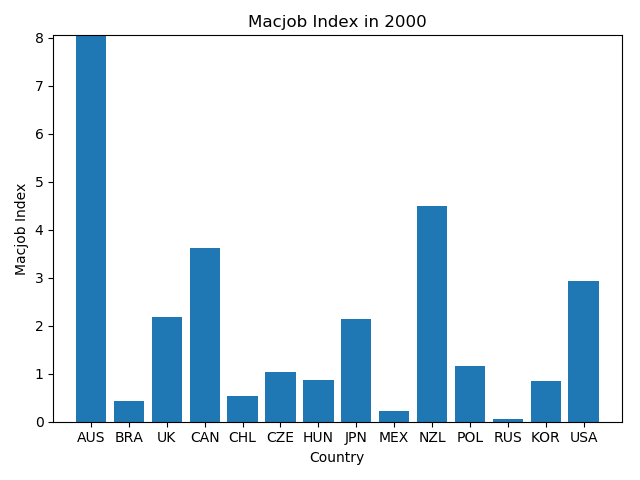 Macjob Index in 2000
Macjob Index
8
7
6
5
4
3
2
1
0
AUS BRA UK CAN CHL CZE HUN JPN MEX NZL POL RUS KOR USA
Country